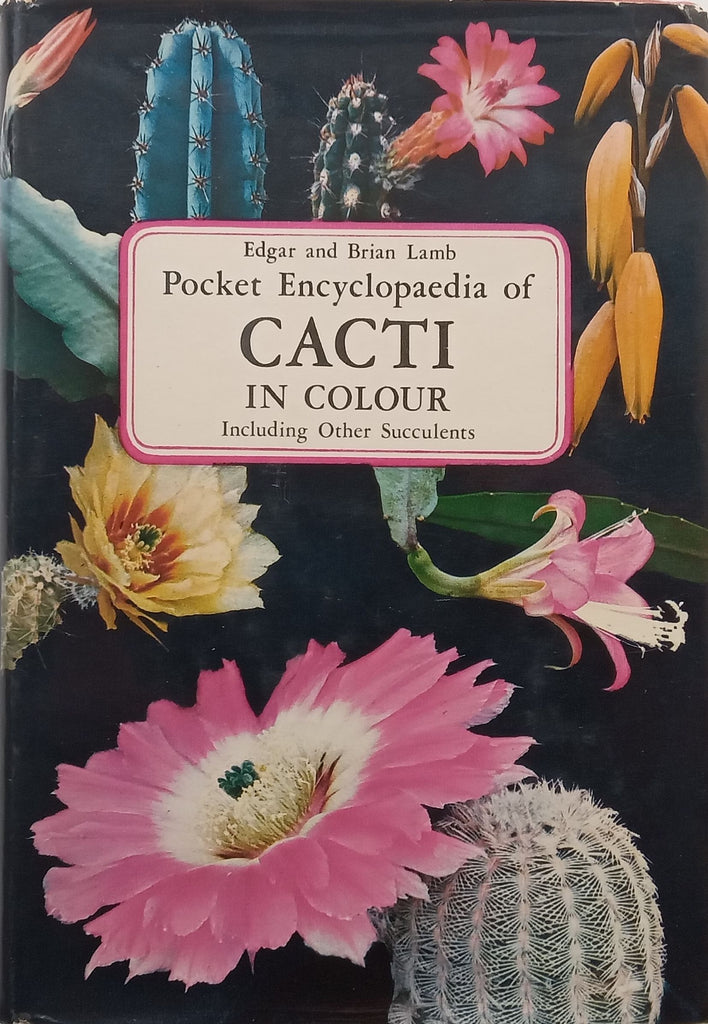 Edgar and Brian Lamb
Pocket Encyclopaedia of
CACTI
IN COLOUR
Including Other Succulents